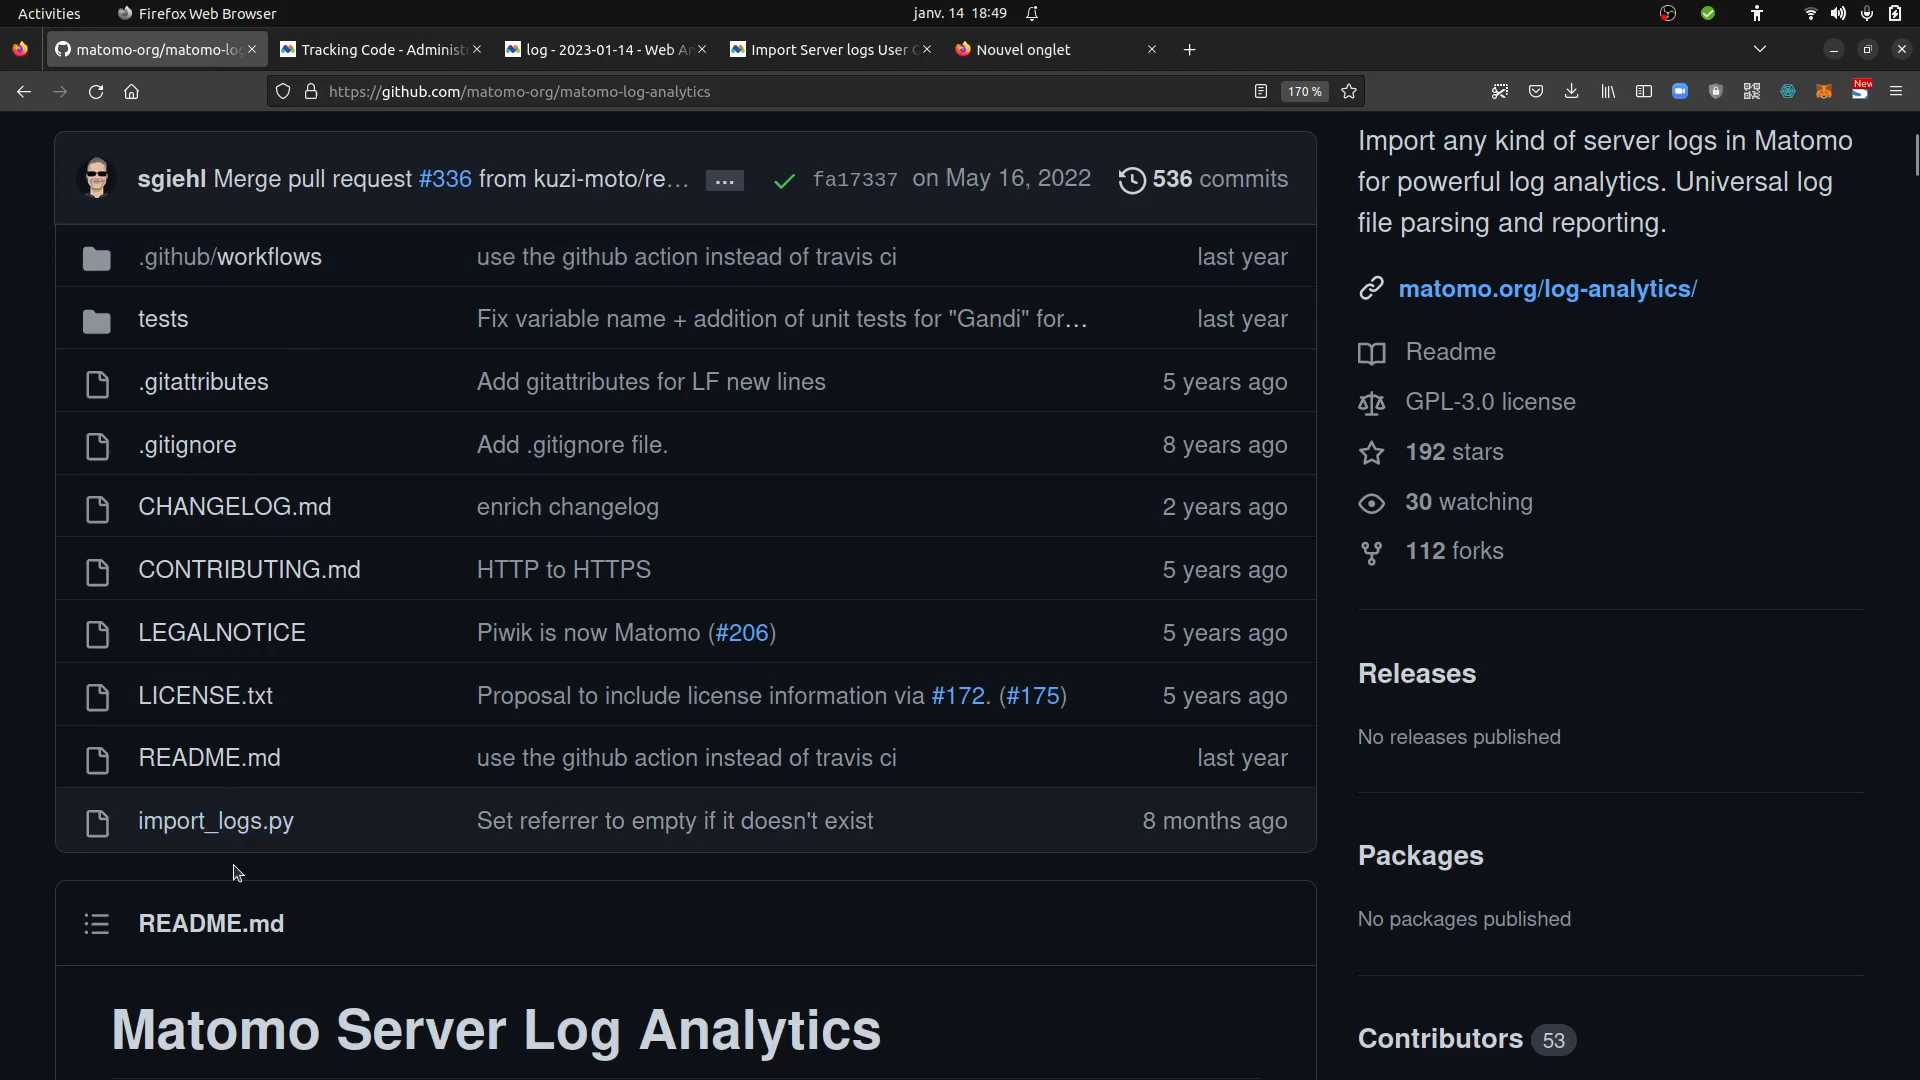 Activities Firefox Web Browser janv. 14 18:49
matomo-org/matomo-lo Tracking Code - Administ log - 2023-01-14 - Web An Import Server logs User G Nouvel onglet
https://github.com/matomo-org/matomo-log-analytics 170 % New
sgiehl Merge pull request #336 from kuzi-moto/re… ... fa17337 on May 16, 2022 536 commits
.github/workflows use the github action instead of travis ci last year
tests Fix variable name + addition of unit tests for "Gandi" for… last year
.gitattributes Add gitattributes for LF new lines 5 years ago
.gitignore Add .gitignore file. 8 years ago
CHANGELOG.md enrich changelog 2 years ago
CONTRIBUTING.md HTTP to HTTPS 5 years ago
LEGALNOTICE Piwik is now Matomo (#206) 5 years ago
LICENSE.txt Proposal to include license information via #172. (#175) 5 years ago
README.md use the github action instead of travis ci last year
import_logs.py Set referrer to empty if it doesn't exist 8 months ago
README.md
Matomo Server Log Analytics
Import any kind of server logs in Matomo
for powerful log analytics. Universal log
file parsing and reporting.
matomo.org/log-analytics/
Readme
GPL-3.0 license
192 stars
30 watching
112 forks
Releases
No releases published
Packages
No packages published
Contributors 53